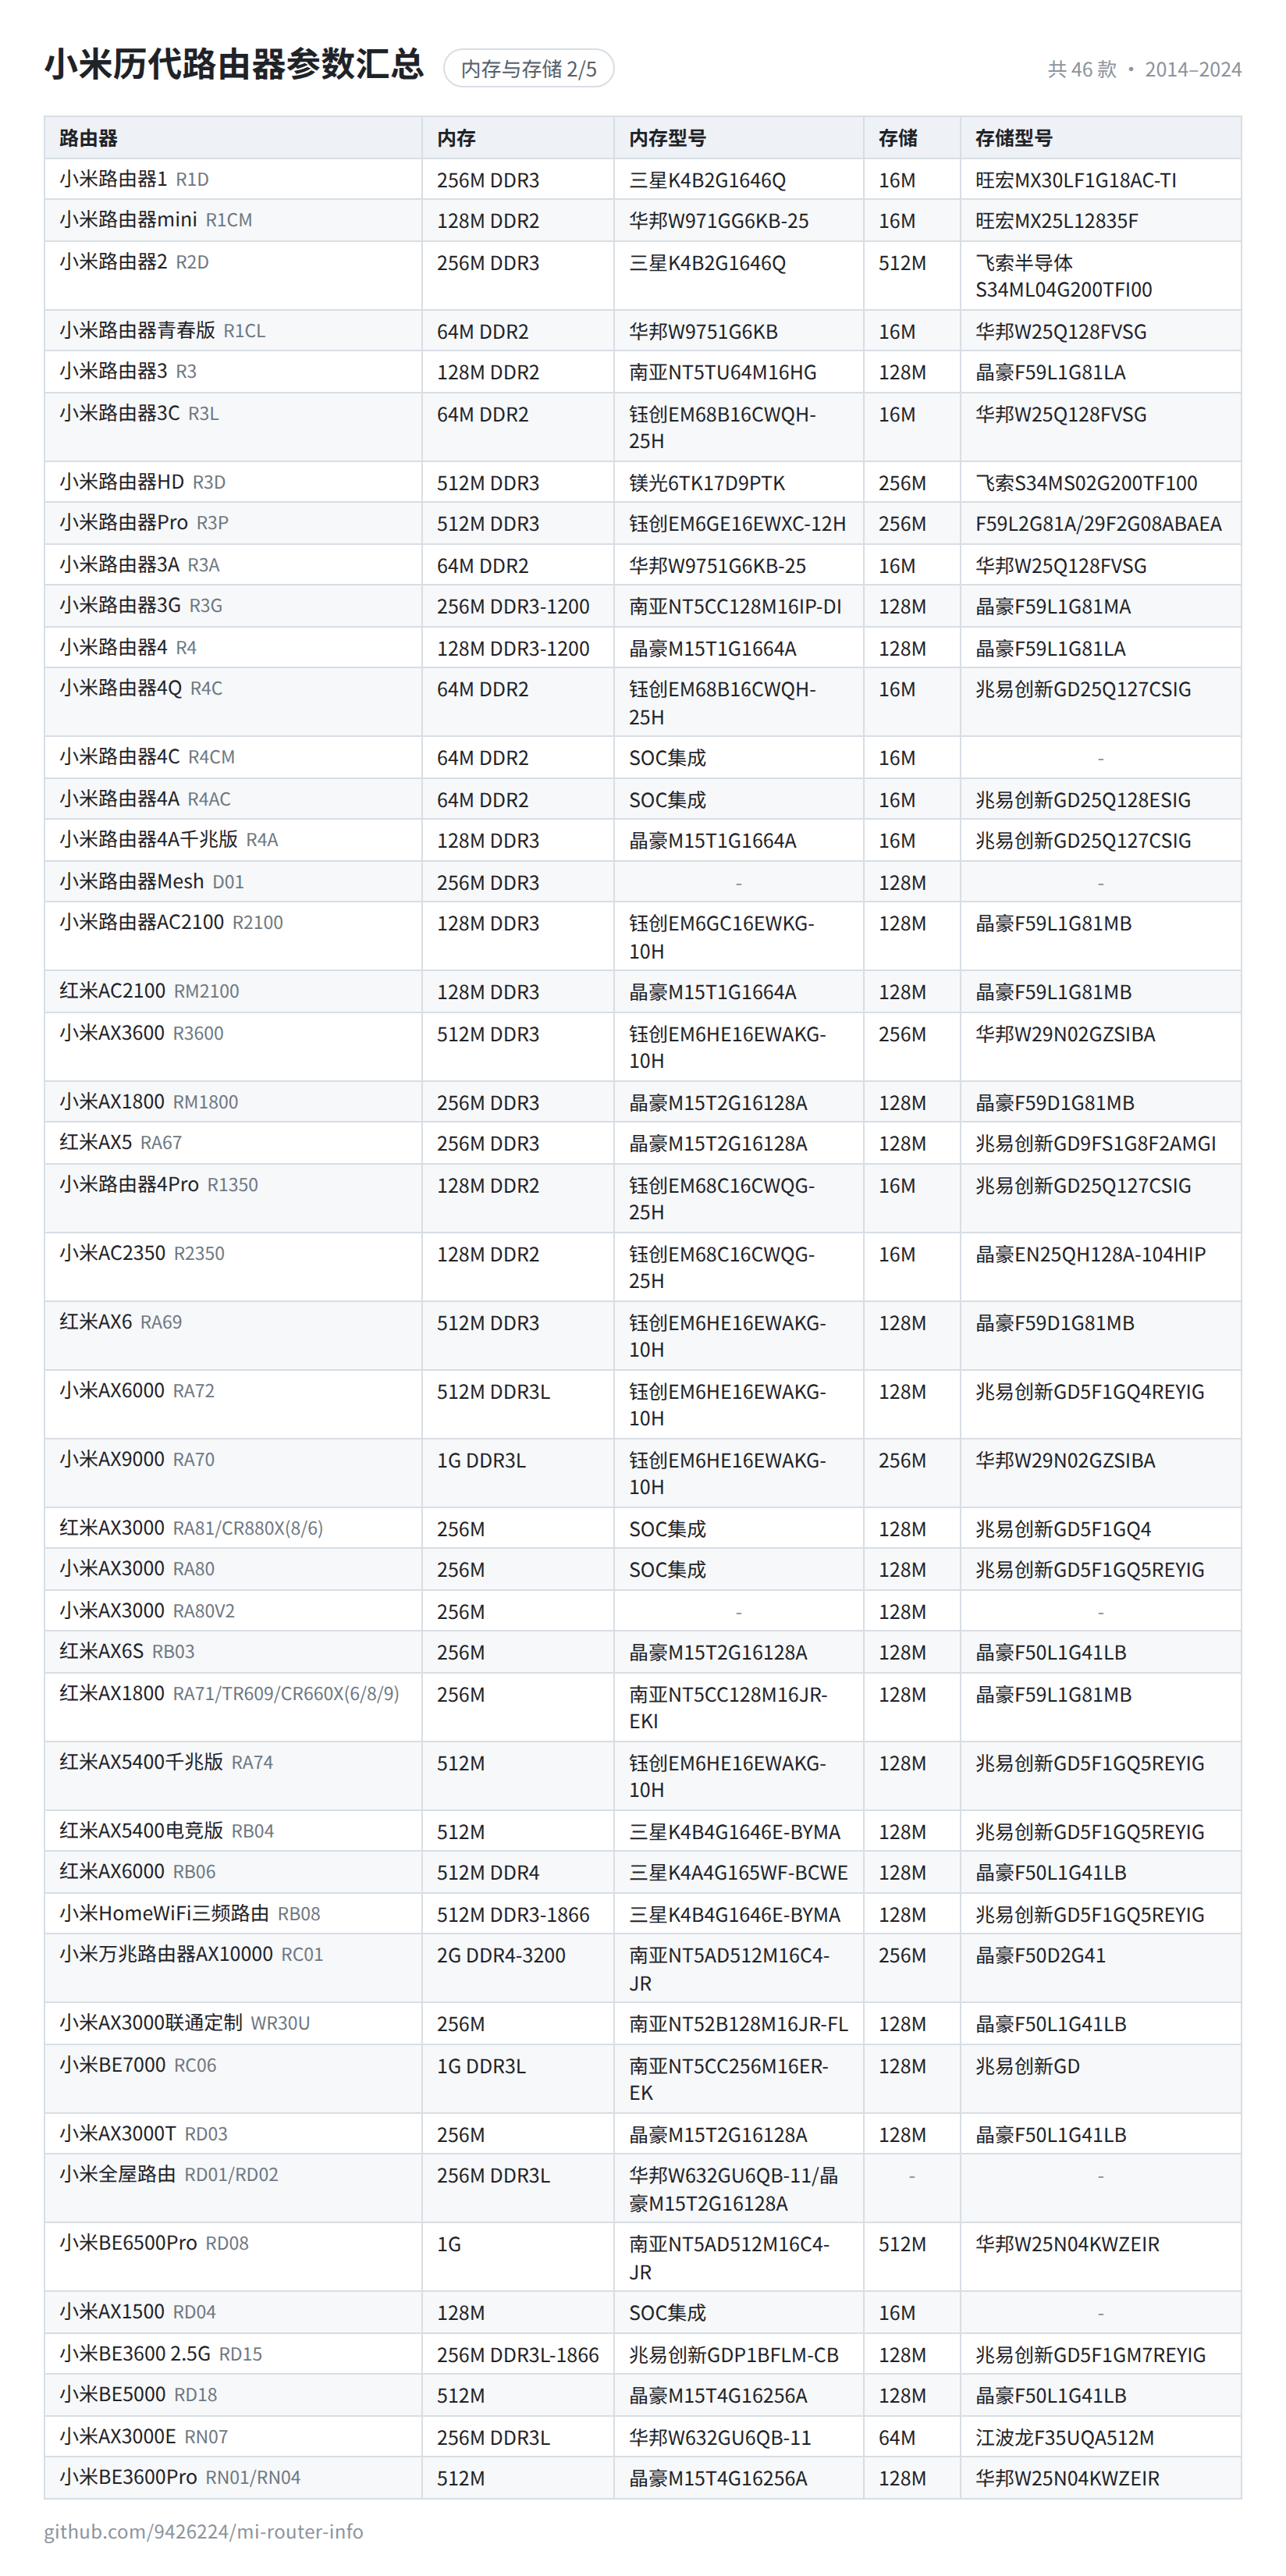 小米历代路由器参数汇总 内存与存储 2/5 共 46 款 · 2014–2024
路由器 内存 内存型号 存储 存储型号
小米路由器1 R1D 256M DDR3 三星K4B2G1646Q 16M 旺宏MX30LF1G18AC-TI
小米路由器mini R1CM 128M DDR2 华邦W971GG6KB-25 16M 旺宏MX25L12835F
小米路由器2 R2D 256M DDR3 三星K4B2G1646Q 512M 飞索半导体
S34ML04G200TFI00
小米路由器青春版 R1CL 64M DDR2 华邦W9751G6KB 16M 华邦W25Q128FVSG
小米路由器3 R3 128M DDR2 南亚NT5TU64M16HG 128M 晶豪F59L1G81LA
小米路由器3C R3L 64M DDR2 钰创EM68B16CWQH- 16M 华邦W25Q128FVSG
25H
小米路由器HD R3D 512M DDR3 镁光6TK17D9PTK 256M 飞索S34MS02G200TF100
小米路由器Pro R3P 512M DDR3 钰创EM6GE16EWXC-12H 256M F59L2G81A/29F2G08ABAEA
小米路由器3A R3A 64M DDR2 华邦W9751G6KB-25 16M 华邦W25Q128FVSG
小米路由器3G R3G 256M DDR3-1200 南亚NT5CC128M16IP-DI 128M 晶豪F59L1G81MA
小米路由器4 R4 128M DDR3-1200 晶豪M15T1G1664A 128M 晶豪F59L1G81LA
小米路由器4Q R4C 64M DDR2 钰创EM68B16CWQH- 16M 兆易创新GD25Q127CSIG
25H
小米路由器4C R4CM 64M DDR2 SOC集成 16M -
小米路由器4A R4AC 64M DDR2 SOC集成 16M 兆易创新GD25Q128ESIG
小米路由器4A千兆版 R4A 128M DDR3 晶豪M15T1G1664A 16M 兆易创新GD25Q127CSIG
小米路由器Mesh D01 256M DDR3 - 128M -
小米路由器AC2100 R2100 128M DDR3 钰创EM6GC16EWKG- 128M 晶豪F59L1G81MB
10H
红米AC2100 RM2100 128M DDR3 晶豪M15T1G1664A 128M 晶豪F59L1G81MB
小米AX3600 R3600 512M DDR3 钰创EM6HE16EWAKG- 256M 华邦W29N02GZSIBA
10H
小米AX1800 RM1800 256M DDR3 晶豪M15T2G16128A 128M 晶豪F59D1G81MB
红米AX5 RA67 256M DDR3 晶豪M15T2G16128A 128M 兆易创新GD9FS1G8F2AMGI
小米路由器4Pro R1350 128M DDR2 钰创EM68C16CWQG- 16M 兆易创新GD25Q127CSIG
25H
小米AC2350 R2350 128M DDR2 钰创EM68C16CWQG- 16M 晶豪EN25QH128A-104HIP
25H
红米AX6 RA69 512M DDR3 钰创EM6HE16EWAKG- 128M 晶豪F59D1G81MB
10H
小米AX6000 RA72 512M DDR3L 钰创EM6HE16EWAKG- 128M 兆易创新GD5F1GQ4REYIG
10H
小米AX9000 RA70 1G DDR3L 钰创EM6HE16EWAKG- 256M 华邦W29N02GZSIBA
10H
红米AX3000 RA81/CR880X(8/6) 256M SOC集成 128M 兆易创新GD5F1GQ4
小米AX3000 RA80 256M SOC集成 128M 兆易创新GD5F1GQ5REYIG
小米AX3000 RA80V2 256M - 128M -
红米AX6S RB03 256M 晶豪M15T2G16128A 128M 晶豪F50L1G41LB
红米AX1800 RA71/TR609/CR660X(6/8/9) 256M 南亚NT5CC128M16JR- 128M 晶豪F59L1G81MB
EKI
红米AX5400千兆版 RA74 512M 钰创EM6HE16EWAKG- 128M 兆易创新GD5F1GQ5REYIG
10H
红米AX5400电竞版 RB04 512M 三星K4B4G1646E-BYMA 128M 兆易创新GD5F1GQ5REYIG
红米AX6000 RB06 512M DDR4 三星K4A4G165WF-BCWE 128M 晶豪F50L1G41LB
小米HomeWiFi三频路由 RB08 512M DDR3-1866 三星K4B4G1646E-BYMA 128M 兆易创新GD5F1GQ5REYIG
小米万兆路由器AX10000 RC01 2G DDR4-3200 南亚NT5AD512M16C4- 256M 晶豪F50D2G41
JR
小米AX3000联通定制 WR30U 256M 南亚NT52B128M16JR-FL 128M 晶豪F50L1G41LB
小米BE7000 RC06 1G DDR3L 南亚NT5CC256M16ER- 128M 兆易创新GD
EK
小米AX3000T RD03 256M 晶豪M15T2G16128A 128M 晶豪F50L1G41LB
小米全屋路由 RD01/RD02 256M DDR3L 华邦W632GU6QB-11/晶 - -
豪M15T2G16128A
小米BE6500Pro RD08 1G 南亚NT5AD512M16C4- 512M 华邦W25N04KWZEIR
JR
小米AX1500 RD04 128M SOC集成 16M -
小米BE3600 2.5G RD15 256M DDR3L-1866 兆易创新GDP1BFLM-CB 128M 兆易创新GD5F1GM7REYIG
小米BE5000 RD18 512M 晶豪M15T4G16256A 128M 晶豪F50L1G41LB
小米AX3000E RN07 256M DDR3L 华邦W632GU6QB-11 64M 江波龙F35UQA512M
小米BE3600Pro RN01/RN04 512M 晶豪M15T4G16256A 128M 华邦W25N04KWZEIR
github.com/9426224/mi-router-info